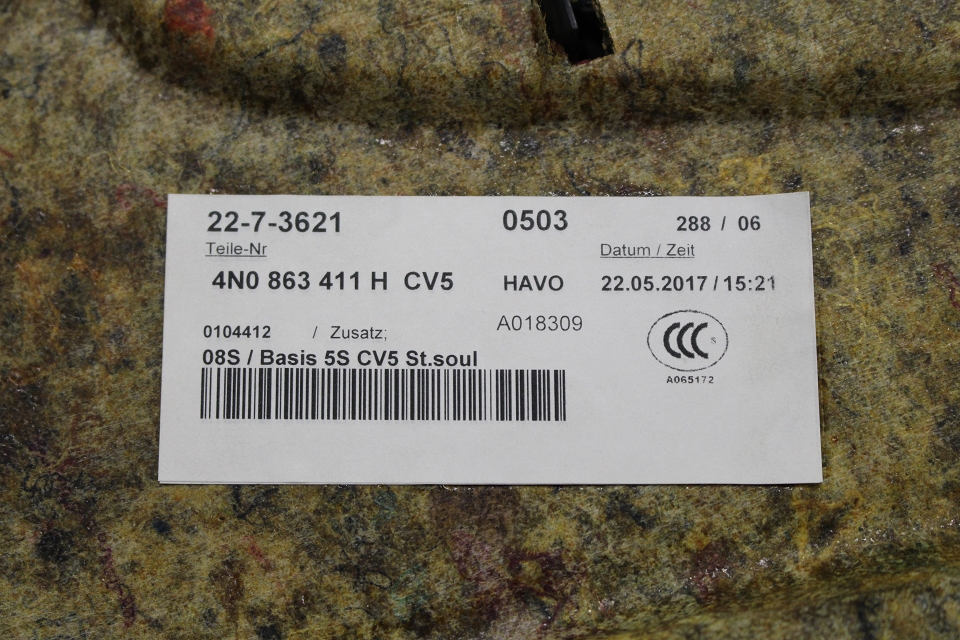 22-7-3621 0503 288 / 06
Teile-Nr Datum / Zeit
4N0 863 411 H CV5 HAVO 22.05.2017 / 15:21
0104412 / Zusatz; A018309
08S / Basis 5S CV5 St.soul
CCC S
A065172